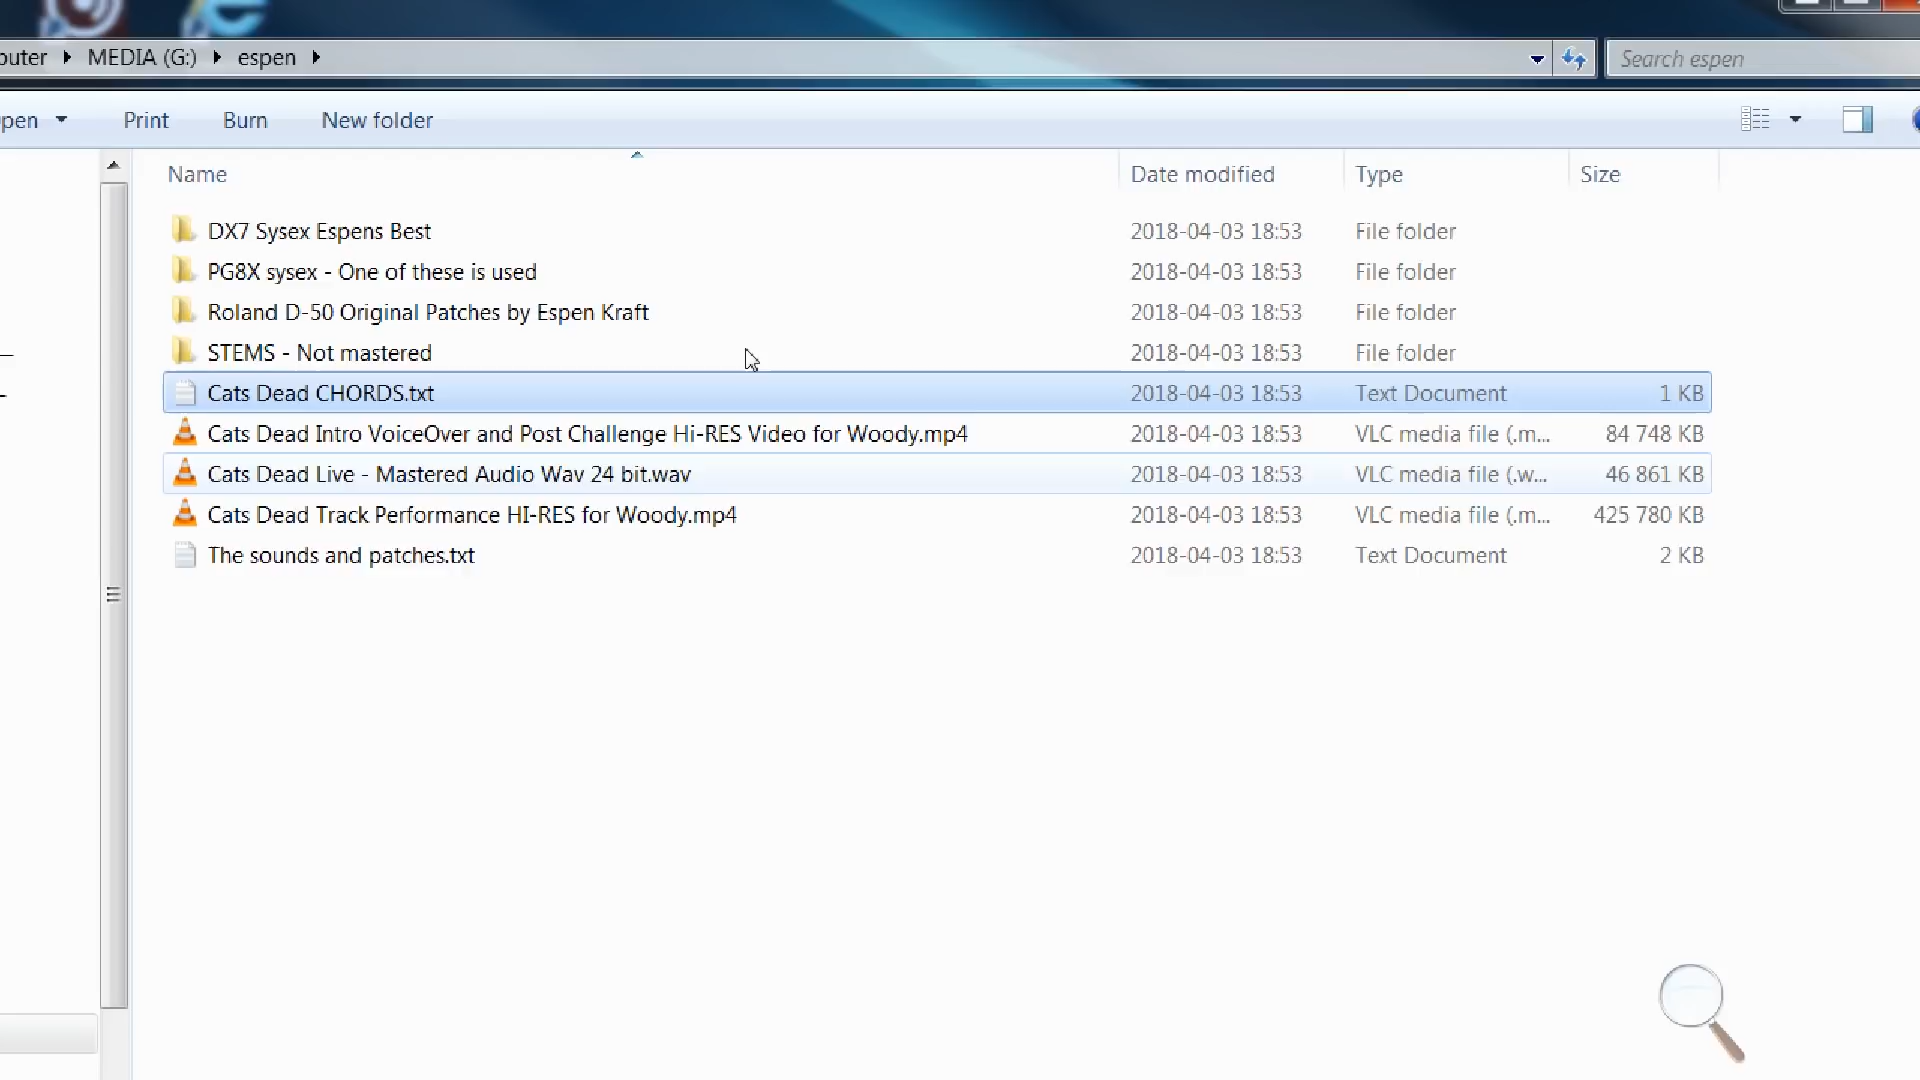 puter ▸ MEDIA (G:) ▸ espen ▸ Search espen
pen Print Burn New folder
Name Date modified Type Size
DX7 Sysex Espens Best 2018-04-03 18:53 File folder
PG8X sysex - One of these is used 2018-04-03 18:53 File folder
Roland D-50 Original Patches by Espen Kraft 2018-04-03 18:53 File folder
STEMS - Not mastered 2018-04-03 18:53 File folder
Cats Dead CHORDS.txt 2018-04-03 18:53 Text Document 1 KB
Cats Dead Intro VoiceOver and Post Challenge Hi-RES Video for Woody.mp4 2018-04-03 18:53 VLC media file (.m... 84 748 KB
Cats Dead Live - Mastered Audio Wav 24 bit.wav 2018-04-03 18:53 VLC media file (.w... 46 861 KB
Cats Dead Track Performance HI-RES for Woody.mp4 2018-04-03 18:53 VLC media file (.m... 425 780 KB
The sounds and patches.txt 2018-04-03 18:53 Text Document 2 KB